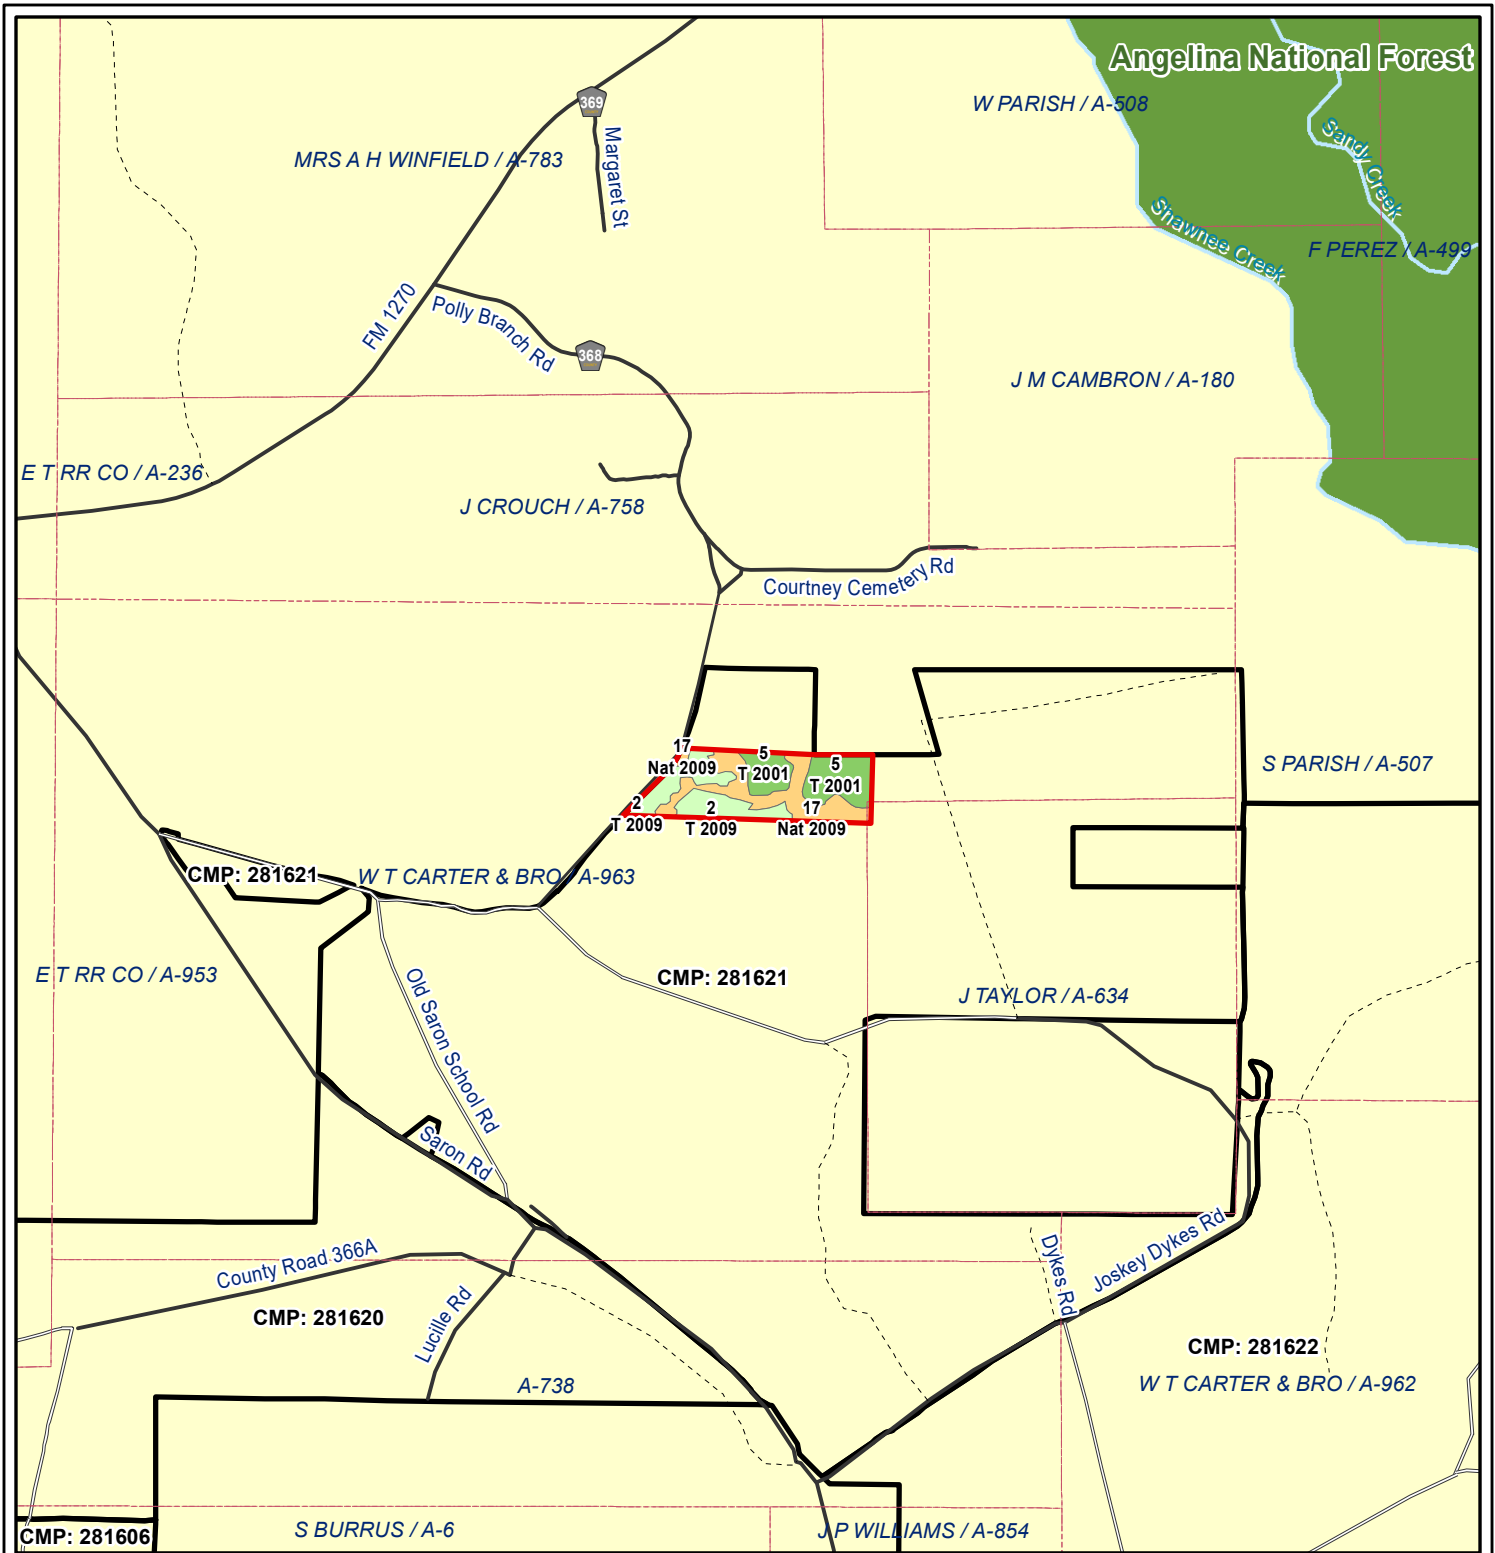 Angelina National Forest
W PARISH / A-508
369
Sandy Creek
MRS A H WINFIELD / A-783
Margaret St
Shawnee Creek
F PEREZ / A-499
FM 1270
Polly Branch Rd
368
J M CAMBRON / A-180
E T RR CO / A-236
J CROUCH / A-758
Courtney Cemetery Rd
17
Nat 2009
5
T 2001
5
T 2001
S PARISH / A-507
2
T 2009
2
T 2009
17
Nat 2009
CMP: 281621
W T CARTER & BRO / A-963
E T RR CO / A-953
Old Saron School Rd
CMP: 281621
J TAYLOR / A-634
Saron Rd
County Road 366A
Dykes Rd
Joskey Dykes Rd
CMP: 281620
Lucille Rd
CMP: 281622
A-738
W T CARTER & BRO / A-962
CMP: 281606
S BURRUS / A-6
J P WILLIAMS / A-854